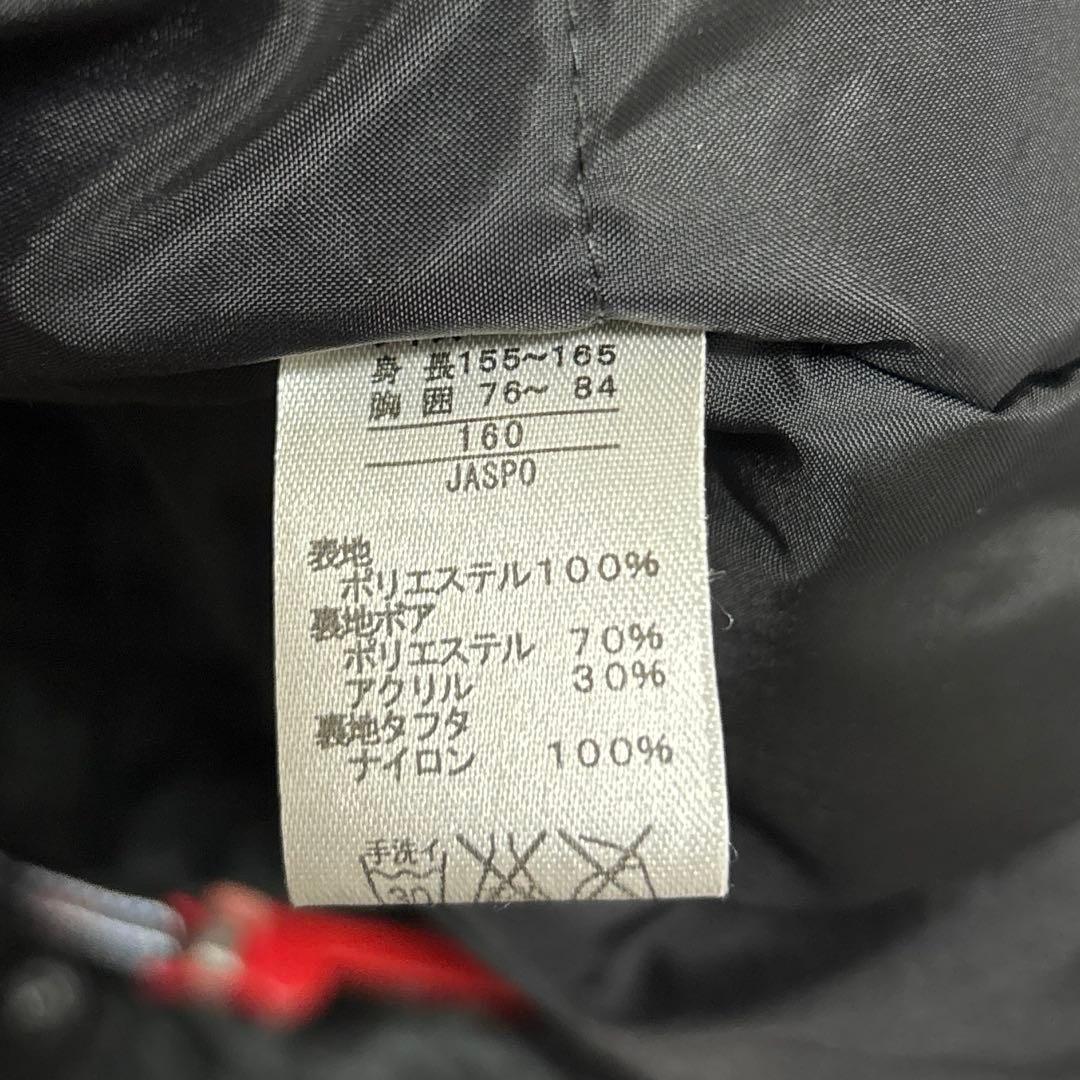 身長155～165
胸囲 76～ 84
160
JASPO
表地
ポリエステル100%
裏地ボア
ポリエステル 70%
アクリル 30%
裏地タフタ
ナイロン 100%
手洗イ
30